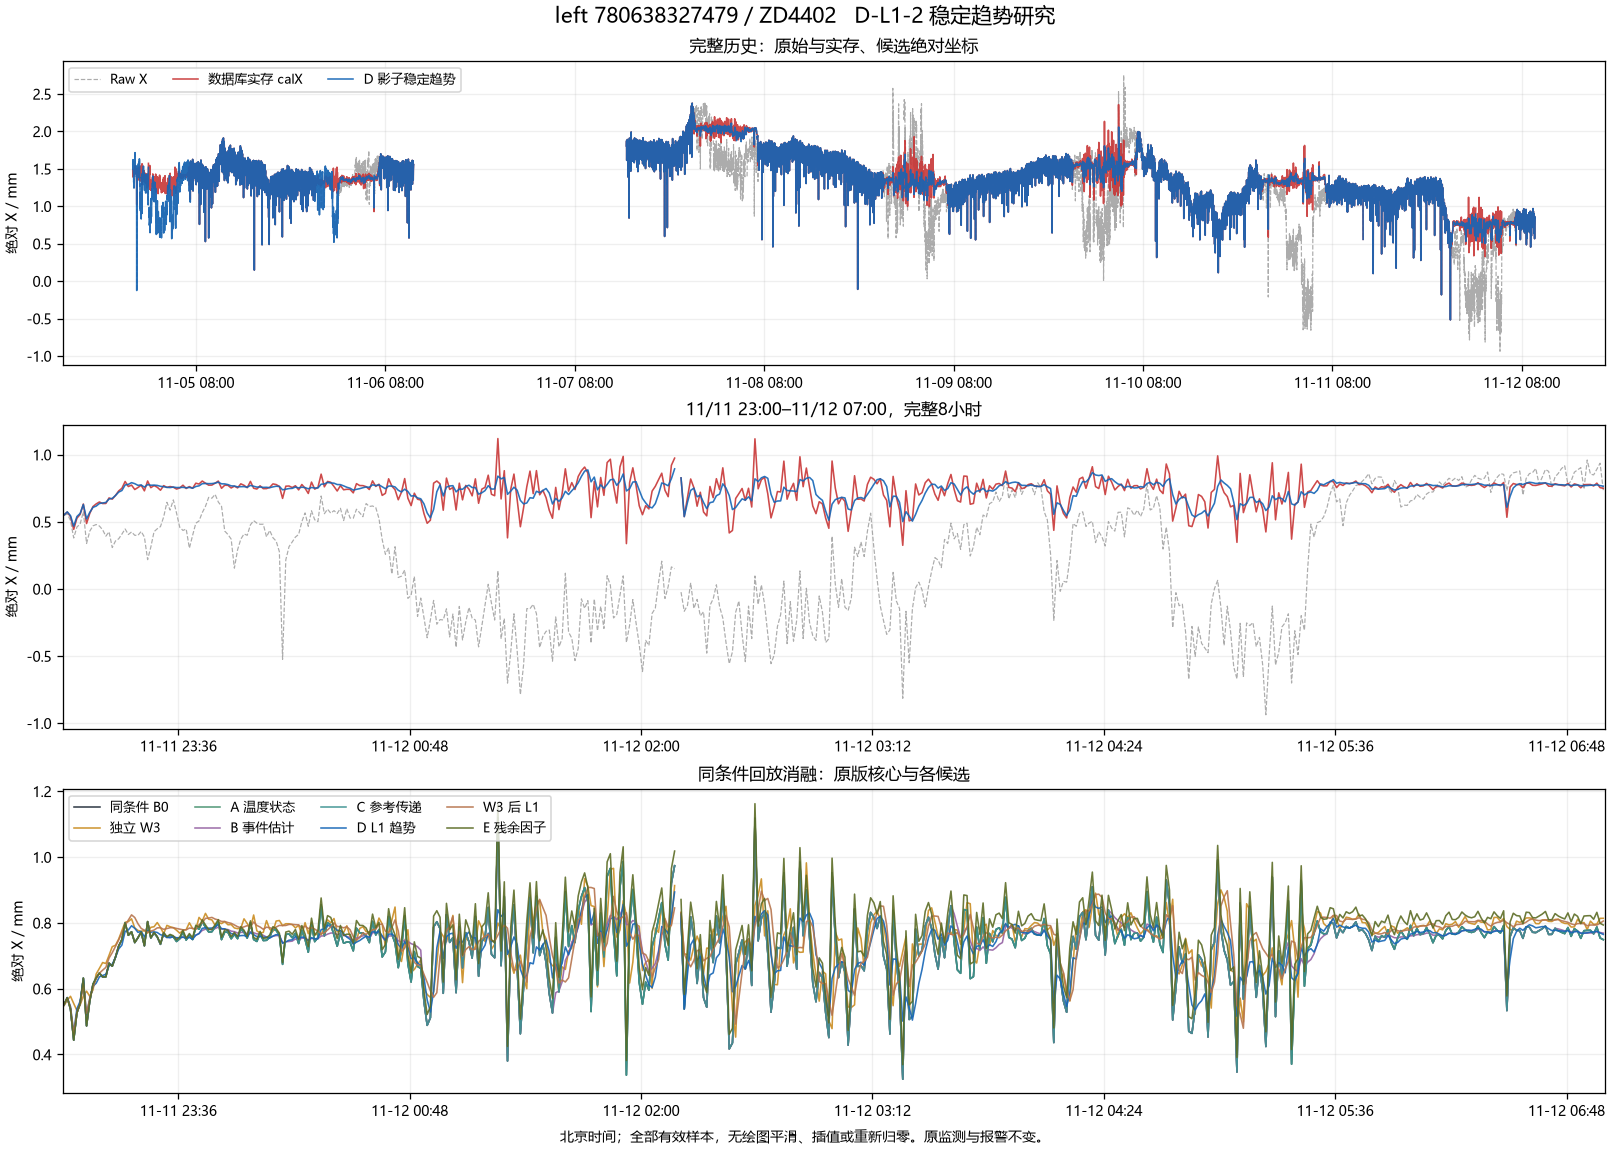 left 780638327479 / ZD4402   D-L1-2 稳定趋势研究
完整历史：原始与实存、候选绝对坐标
Raw X  数据库实存 calX  D 影子稳定趋势
绝对 X / mm
2.5
2.0
1.5
1.0
0.5
0.0
-0.5
-1.0
11-05 08:00  11-06 08:00  11-07 08:00  11-08 08:00  11-09 08:00  11-10 08:00  11-11 08:00  11-12 08:00
11/11 23:00–11/12 07:00，完整8小时
绝对 X / mm
1.0
0.5
0.0
-0.5
-1.0
11-11 23:36  11-12 00:48  11-12 02:00  11-12 03:12  11-12 04:24  11-12 05:36  11-12 06:48
同条件回放消融：原版核心与各候选
同条件 B0  A 温度状态  C 参考传递  W3 后 L1
独立 W3  B 事件估计  D L1 趋势  E 残余因子
绝对 X / mm
1.2
1.0
0.8
0.6
0.4
11-11 23:36  11-12 00:48  11-12 02:00  11-12 03:12  11-12 04:24  11-12 05:36  11-12 06:48
北京时间；全部有效样本，无绘图平滑、插值或重新归零。原监测与报警不变。